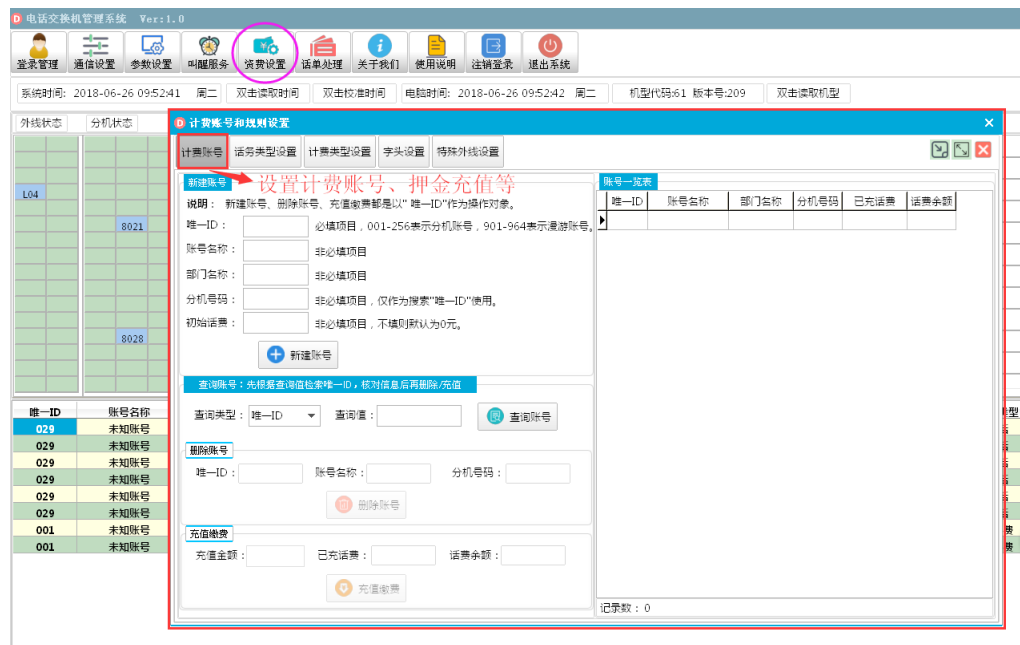 电话交换机管理系统 Ver:1.0
登录管理 通信设置 参数设置 叫醒服务 资费设置 话单处理 关于我们 使用说明 注销登录 退出系统
系统时间: 2018-06-26 09:52:41 周二 双击读取时间 双击校准时间 电脑时间: 2018-06-26 09:52:42 周二 机型代码:61 版本号:209 双击读取机型
外线状态 分机状态
L04
8021
8028
计费账号和规则设置
计费账号 话务类型设置 计费类型设置 字头设置 特殊外线设置
设置计费账号、押金充值等
新建账号
说明： 新建账号、删除账号、充值缴费都是以"唯一ID"作为操作对象。
唯一ID： 必填项目，001-256表示分机账号，901-964表示漫游账号。
账号名称： 非必填项目
部门名称： 非必填项目
分机号码： 非必填项目，仅作为搜索"唯一ID"使用。
初始话费： 非必填项目，不填则默认为0元。
新建账号
查询账号：先根据查询值检索唯一ID，核对信息后再删除/充值
查询类型： 唯一ID 查询值： 查询账号
删除账号
唯一ID： 账号名称： 分机号码：
删除账号
充值缴费
充值金额： 已充话费： 话费余额：
充值缴费
账号一览表
唯一ID 账号名称 部门名称 分机号码 已充话费 话费余额
记录数：0
唯一ID 账号名称 类型
029 未知账号
029 未知账号
029 未知账号
029 未知账号
029 未知账号
029 未知账号
001 未知账号 费
001 未知账号 费